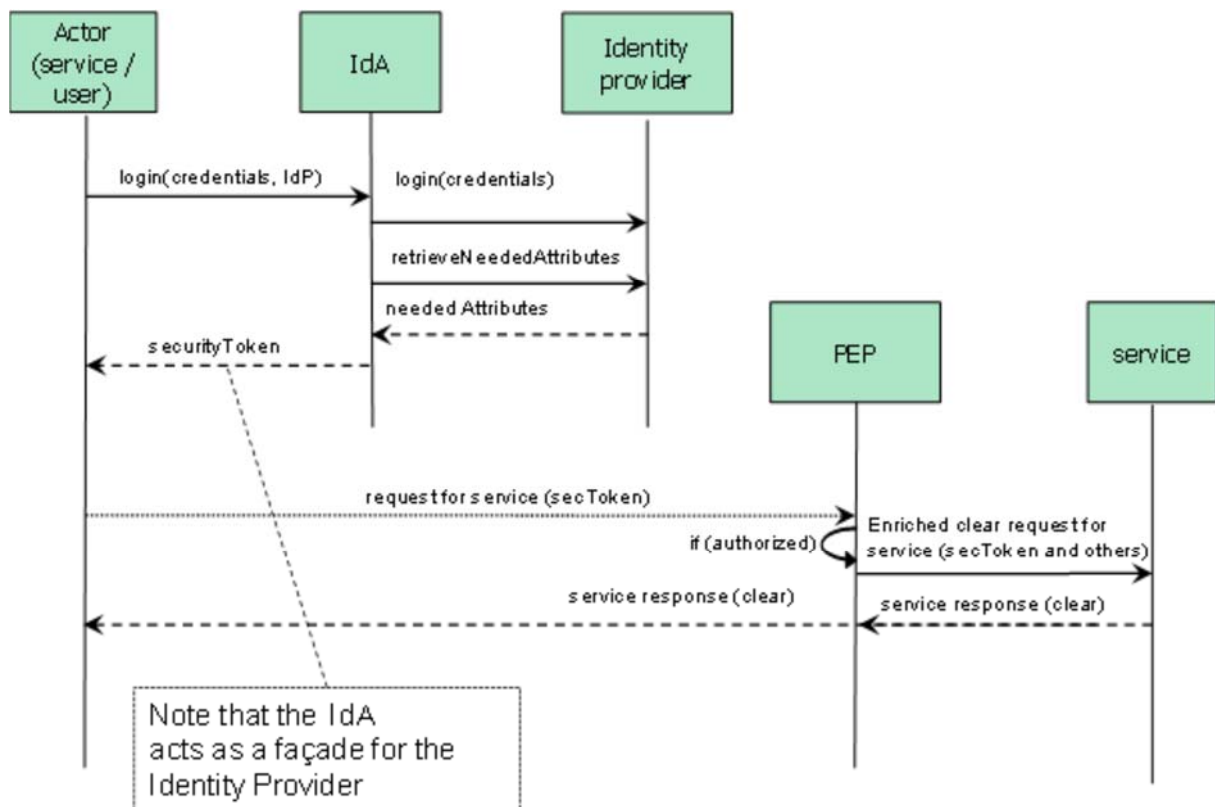 Actor
(service /
user)
IdA
Identity
provider
login(credentials, IdP)
login(credentials)
retrieveNeededAttributes
needed Attributes
securityToken
PEP
service
request for service (secToken)
if (authorized)
Enriched clear request for
service (secToken and others)
service response (clear)
service response (clear)
Note that the IdA
acts as a façade for the
Identity Provider